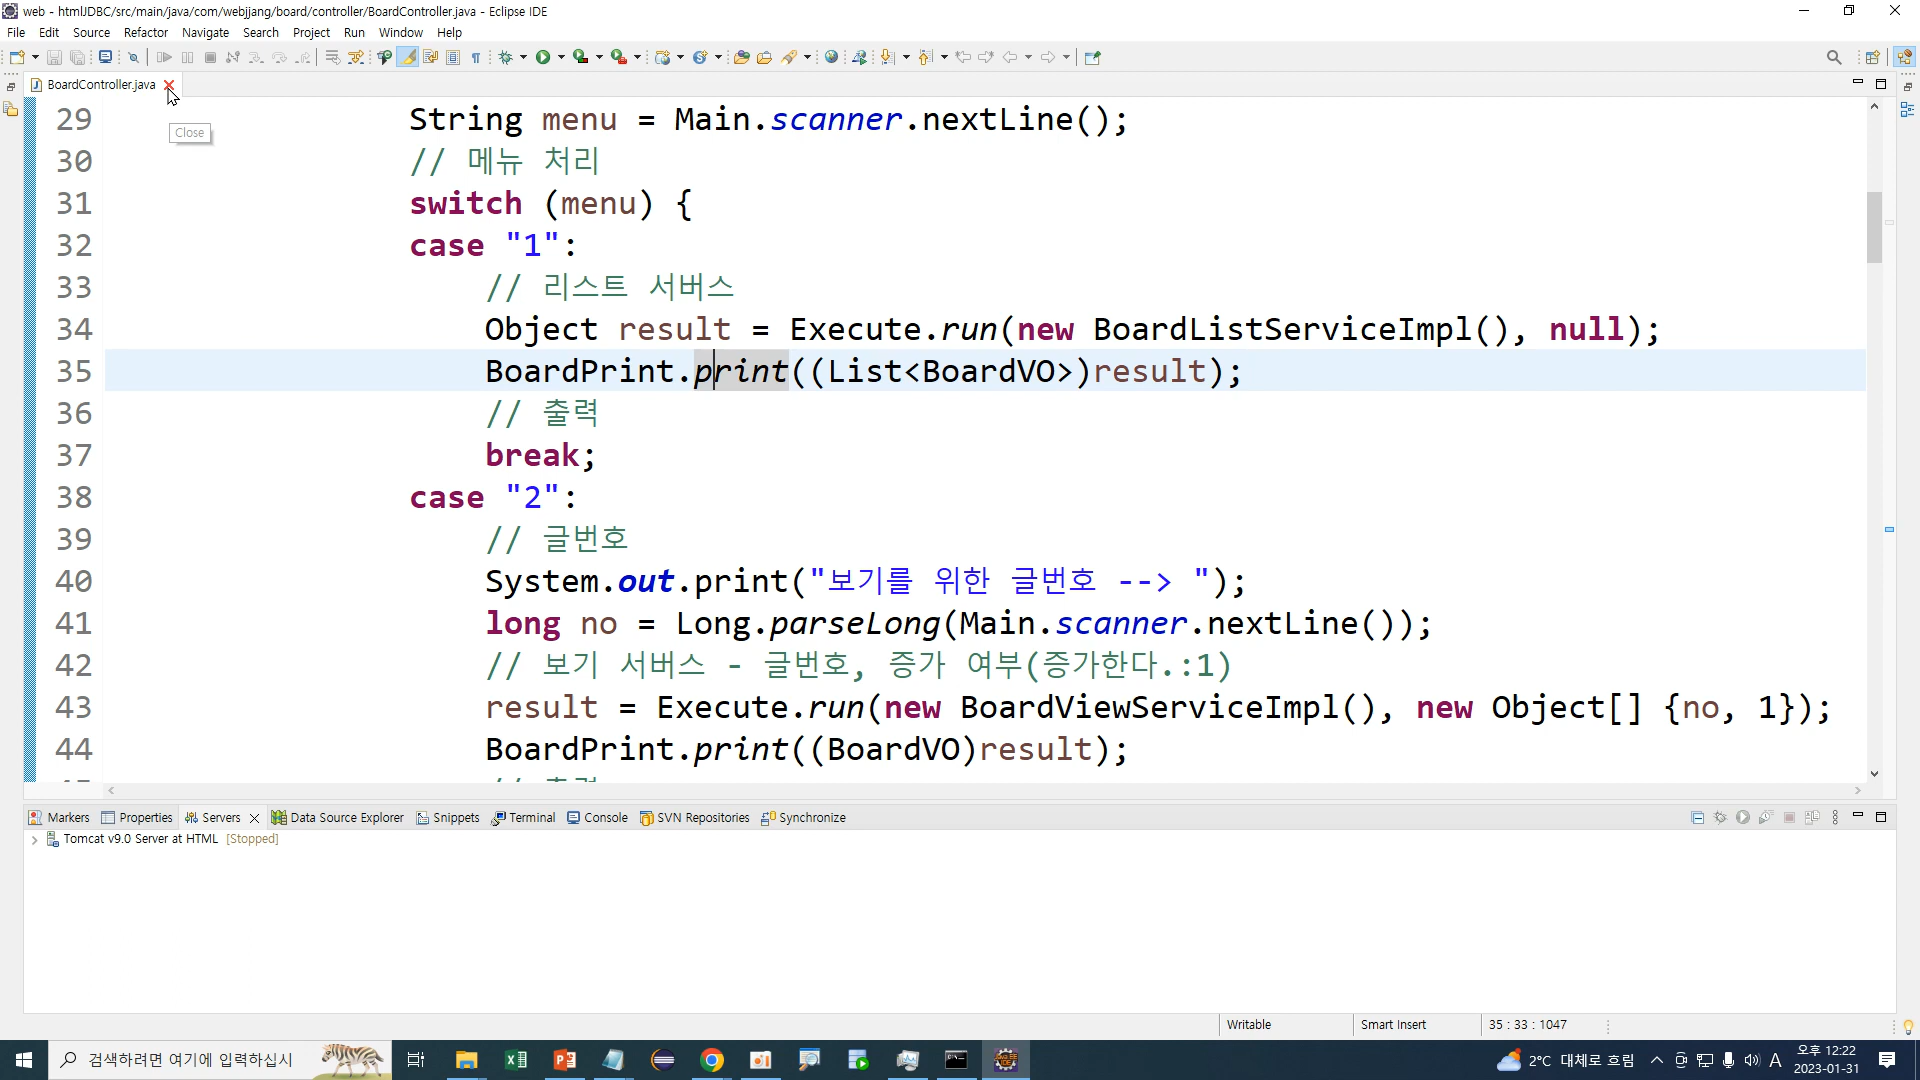 web - htmlJDBC/src/main/java/com/webjjang/board/controller/BoardController.java - Eclipse IDE
File Edit Source Refactor Navigate Search Project Run Window Help
BoardController.java
Close
29 String menu = Main.scanner.nextLine();
30 // 메뉴 처리
31 switch (menu) {
32 case "1":
33 // 리스트 서버스
34 Object result = Execute.run(new BoardListServiceImpl(), null);
35 BoardPrint.print((List<BoardVO>)result);
36 // 출력
37 break;
38 case "2":
39 // 글번호
40 System.out.print("보기를 위한 글번호 --> ");
41 long no = Long.parseLong(Main.scanner.nextLine());
42 // 보기 서버스 - 글번호, 증가 여부(증가한다.:1)
43 result = Execute.run(new BoardViewServiceImpl(), new Object[] {no, 1});
44 BoardPrint.print((BoardVO)result);
Markers Properties Servers Data Source Explorer Snippets Terminal Console SVN Repositories Synchronize
Tomcat v9.0 Server at HTML [Stopped]
Writable Smart Insert 35 : 33 : 1047
검색하려면 여기에 입력하십시 2°C 대체로 흐림 A 오후 12:22
2023-01-31